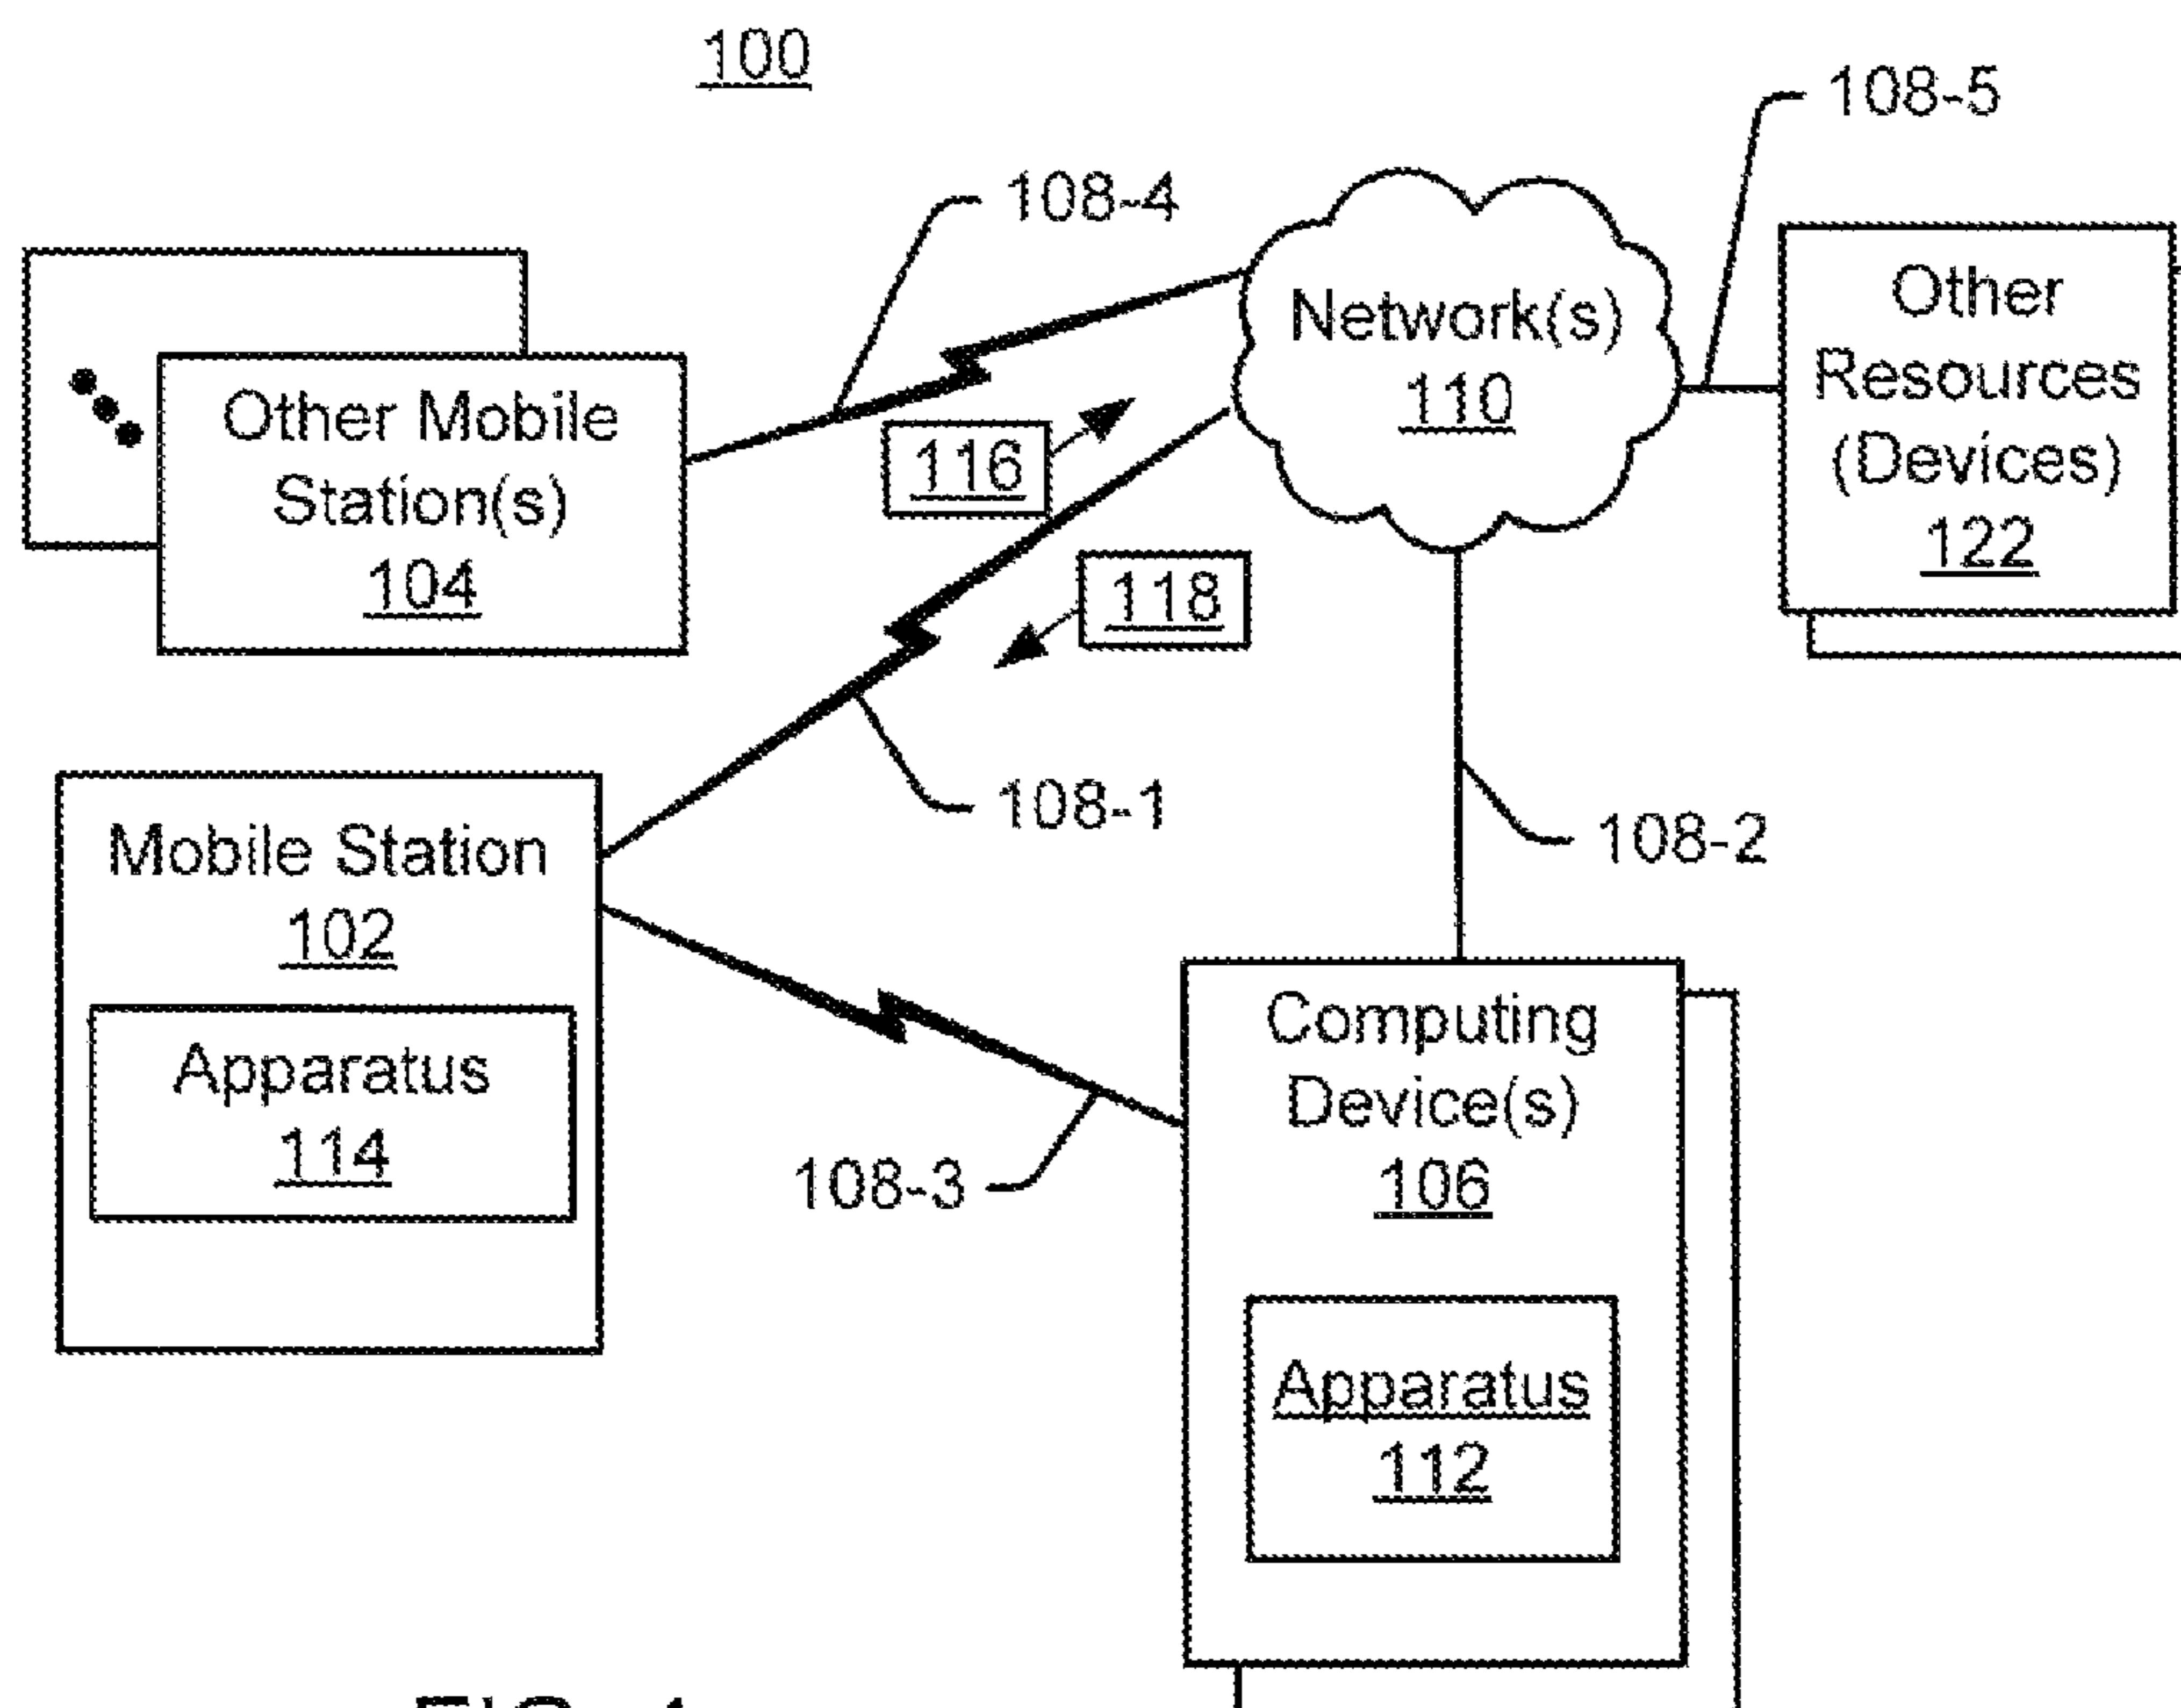 100
108-5
108-4
Network(s)
110
Other
Resources
(Devices)
122
Other Mobile
Station(s)
104
116
118
108-1
108-2
Mobile Station
102
Apparatus
114
108-3
Computing
Device(s)
106
Apparatus
112